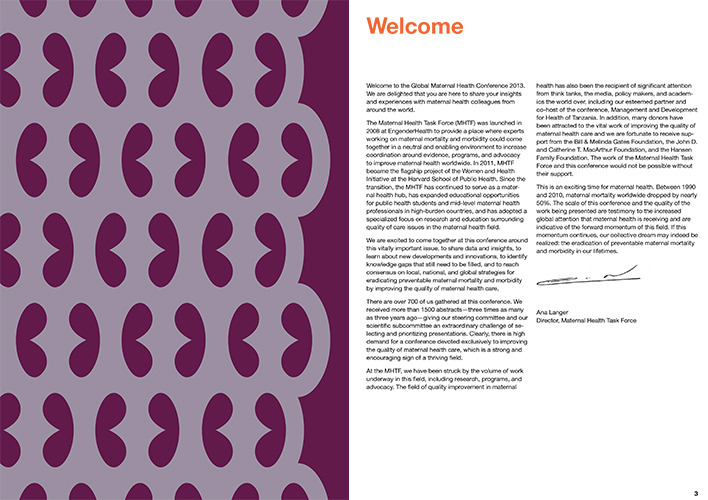 Welcome
Welcome to the Global Maternal Health Conference 2013.
We are delighted that you are here to share your insights
and experiences with maternal health colleagues from
around the world.
The Maternal Health Task Force (MHTF) was launched in
2008 at EngenderHealth to provide a place where experts
working on maternal mortality and morbidity could come
together in a neutral and enabling environment to increase
coordination around evidence, programs, and advocacy
to improve maternal health worldwide. In 2011, MHTF
became the flagship project of the Women and Health
Initiative at the Harvard School of Public Health. Since the
transition, the MHTF has continued to serve as a mater-
nal health hub, has expanded educational opportunities
for public health students and mid-level maternal health
professionals in high-burden countries, and has adopted a
specialized focus on research and education surrounding
quality of care issues in the maternal health field.
We are excited to come together at this conference around
this vitally important issue, to share data and insights, to
learn about new developments and innovations, to identify
knowledge gaps that still need to be filled, and to reach
consensus on local, national, and global strategies for
eradicating preventable maternal mortality and morbidity
by improving the quality of maternal health care.
There are over 700 of us gathered at this conference. We
received more than 1500 abstracts—three times as many
as three years ago—giving our steering committee and our
scientific subcommittee an extraordinary challenge of se-
lecting and prioritizing presentations. Clearly, there is high
demand for a conference devoted exclusively to improving
the quality of maternal health care, which is a strong and
encouraging sign of a thriving field.
At the MHTF, we have been struck by the volume of work
underway in this field, including research, programs, and
advocacy. The field of quality improvement in maternal
health has also been the recipient of significant attention
from think tanks, the media, policy makers, and academ-
ics the world over, including our esteemed partner and
co-host of the conference, Management and Development
for Health of Tanzania. In addition, many donors have
been attracted to the vital work of improving the quality of
maternal health care and we are fortunate to receive sup-
port from the Bill & Melinda Gates Foundation, the John D.
and Catherine T. MacArthur Foundation, and the Hansen
Family Foundation. The work of the Maternal Health Task
Force and this conference would not be possible without
their support.
This is an exciting time for maternal health. Between 1990
and 2010, maternal mortality worldwide dropped by nearly
50%. The scale of this conference and the quality of the
work being presented are testimony to the increased
global attention that maternal health is receiving and are
indicative of the forward momentum of this field. If this
momentum continues, our collective dream may indeed be
realized: the eradication of preventable maternal mortality
and morbidity in our lifetimes.
Ana Langer
Director, Maternal Health Task Force
3